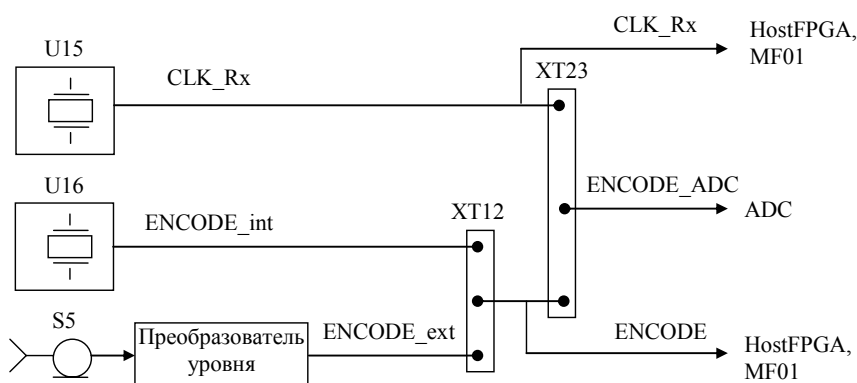 CLK_Rx
HostFPGA,
MF01
U15
XT23
CLK_Rx
U16
ENCODE_ADC
ADC
XT12
ENCODE_int
S5
Преобразователь
уровня
ENCODE_ext
ENCODE
HostFPGA,
MF01